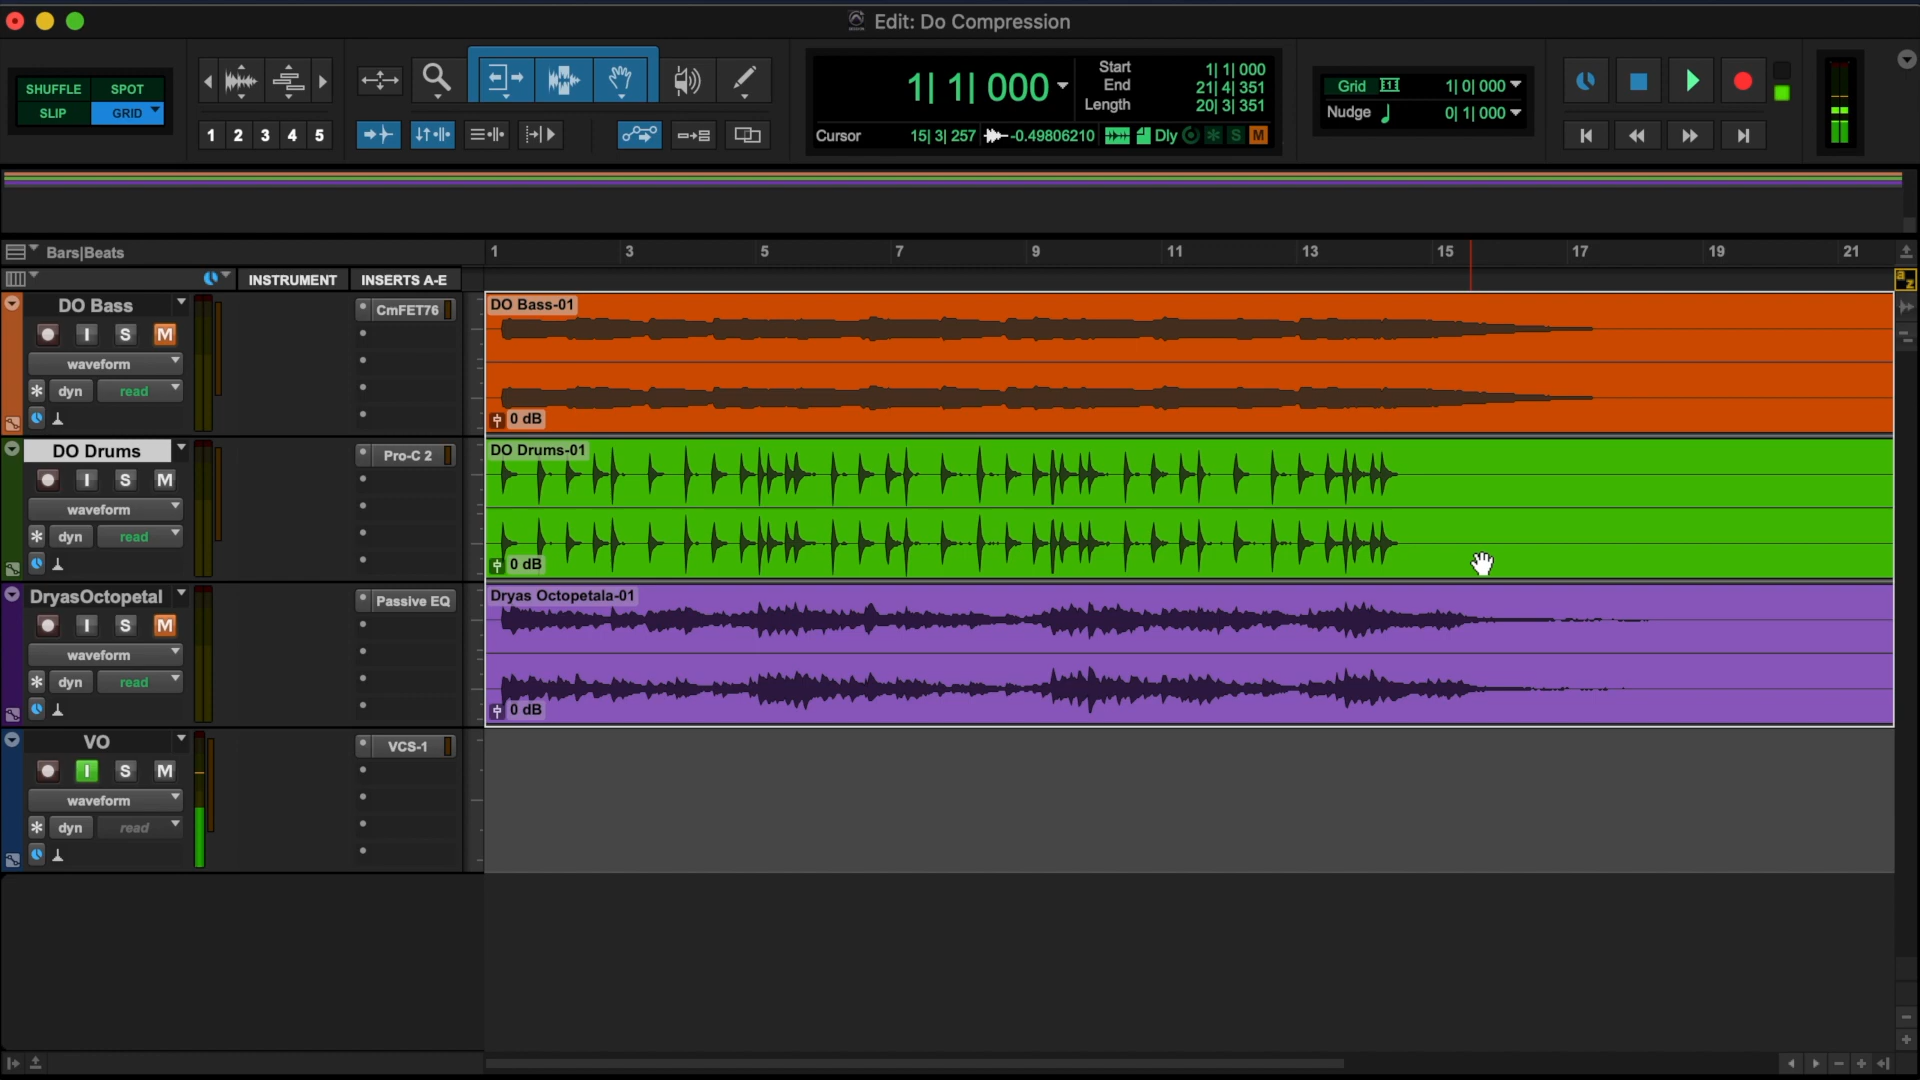 Edit: Do Compression
SHUFFLE SPOT
SLIP GRID
1 2 3 4 5
1| 1| 000
Start 1| 1| 000
End 21| 4| 351
Length 20| 3| 351
Cursor 15| 3| 257 -0.49806210 Dly S M
Grid 1| 0| 000
Nudge 0| 1| 000
Bars|Beats 1 3 5 7 9 11 13 15 17 19 21
INSTRUMENT INSERTS A-E
a z
DO Bass
I S M
waveform
dyn read
CmFET76
DO Bass-01
0 dB
DO Drums
I S M
waveform
dyn read
Pro-C 2
DO Drums-01
0 dB
DryasOctopetal
I S M
waveform
dyn read
Passive EQ
Dryas Octopetala-01
0 dB
VO
I S M
waveform
dyn read
VCS-1